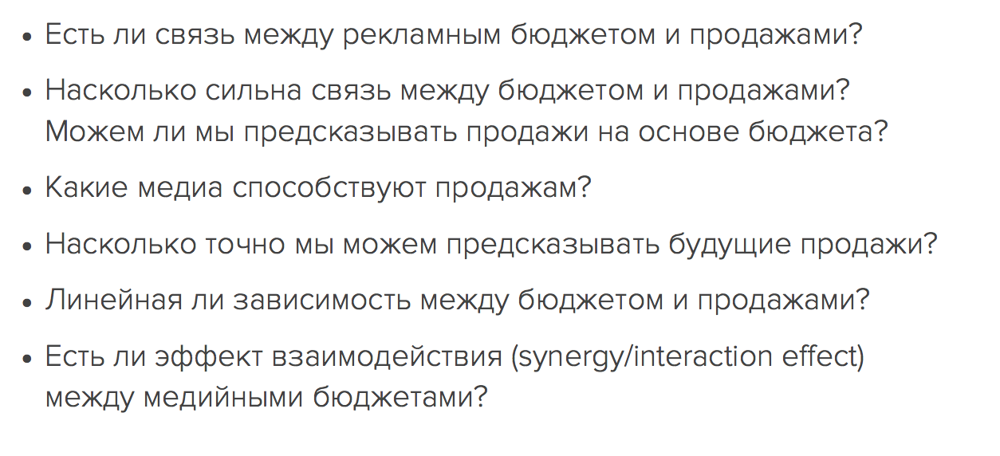 • Есть ли связь между рекламным бюджетом и продажами?
• Насколько сильна связь между бюджетом и продажами?
Можем ли мы предсказывать продажи на основе бюджета?
• Какие медиа способствуют продажам?
• Насколько точно мы можем предсказывать будущие продажи?
• Линейная ли зависимость между бюджетом и продажами?
• Есть ли эффект взаимодействия (synergy/interaction effect)
между медийными бюджетами?